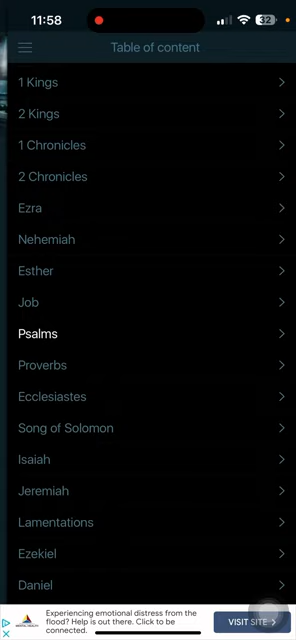 11:58
32
Table of content
1 Kings
2 Kings
1 Chronicles
2 Chronicles
Ezra
Nehemiah
Esther
Job
Psalms
Proverbs
Ecclesiastes
Song of Solomon
Isaiah
Jeremiah
Lamentations
Ezekiel
Daniel
Experiencing emotional distress from the
flood? Help is out there. Click to be
connected.
VISIT SITE